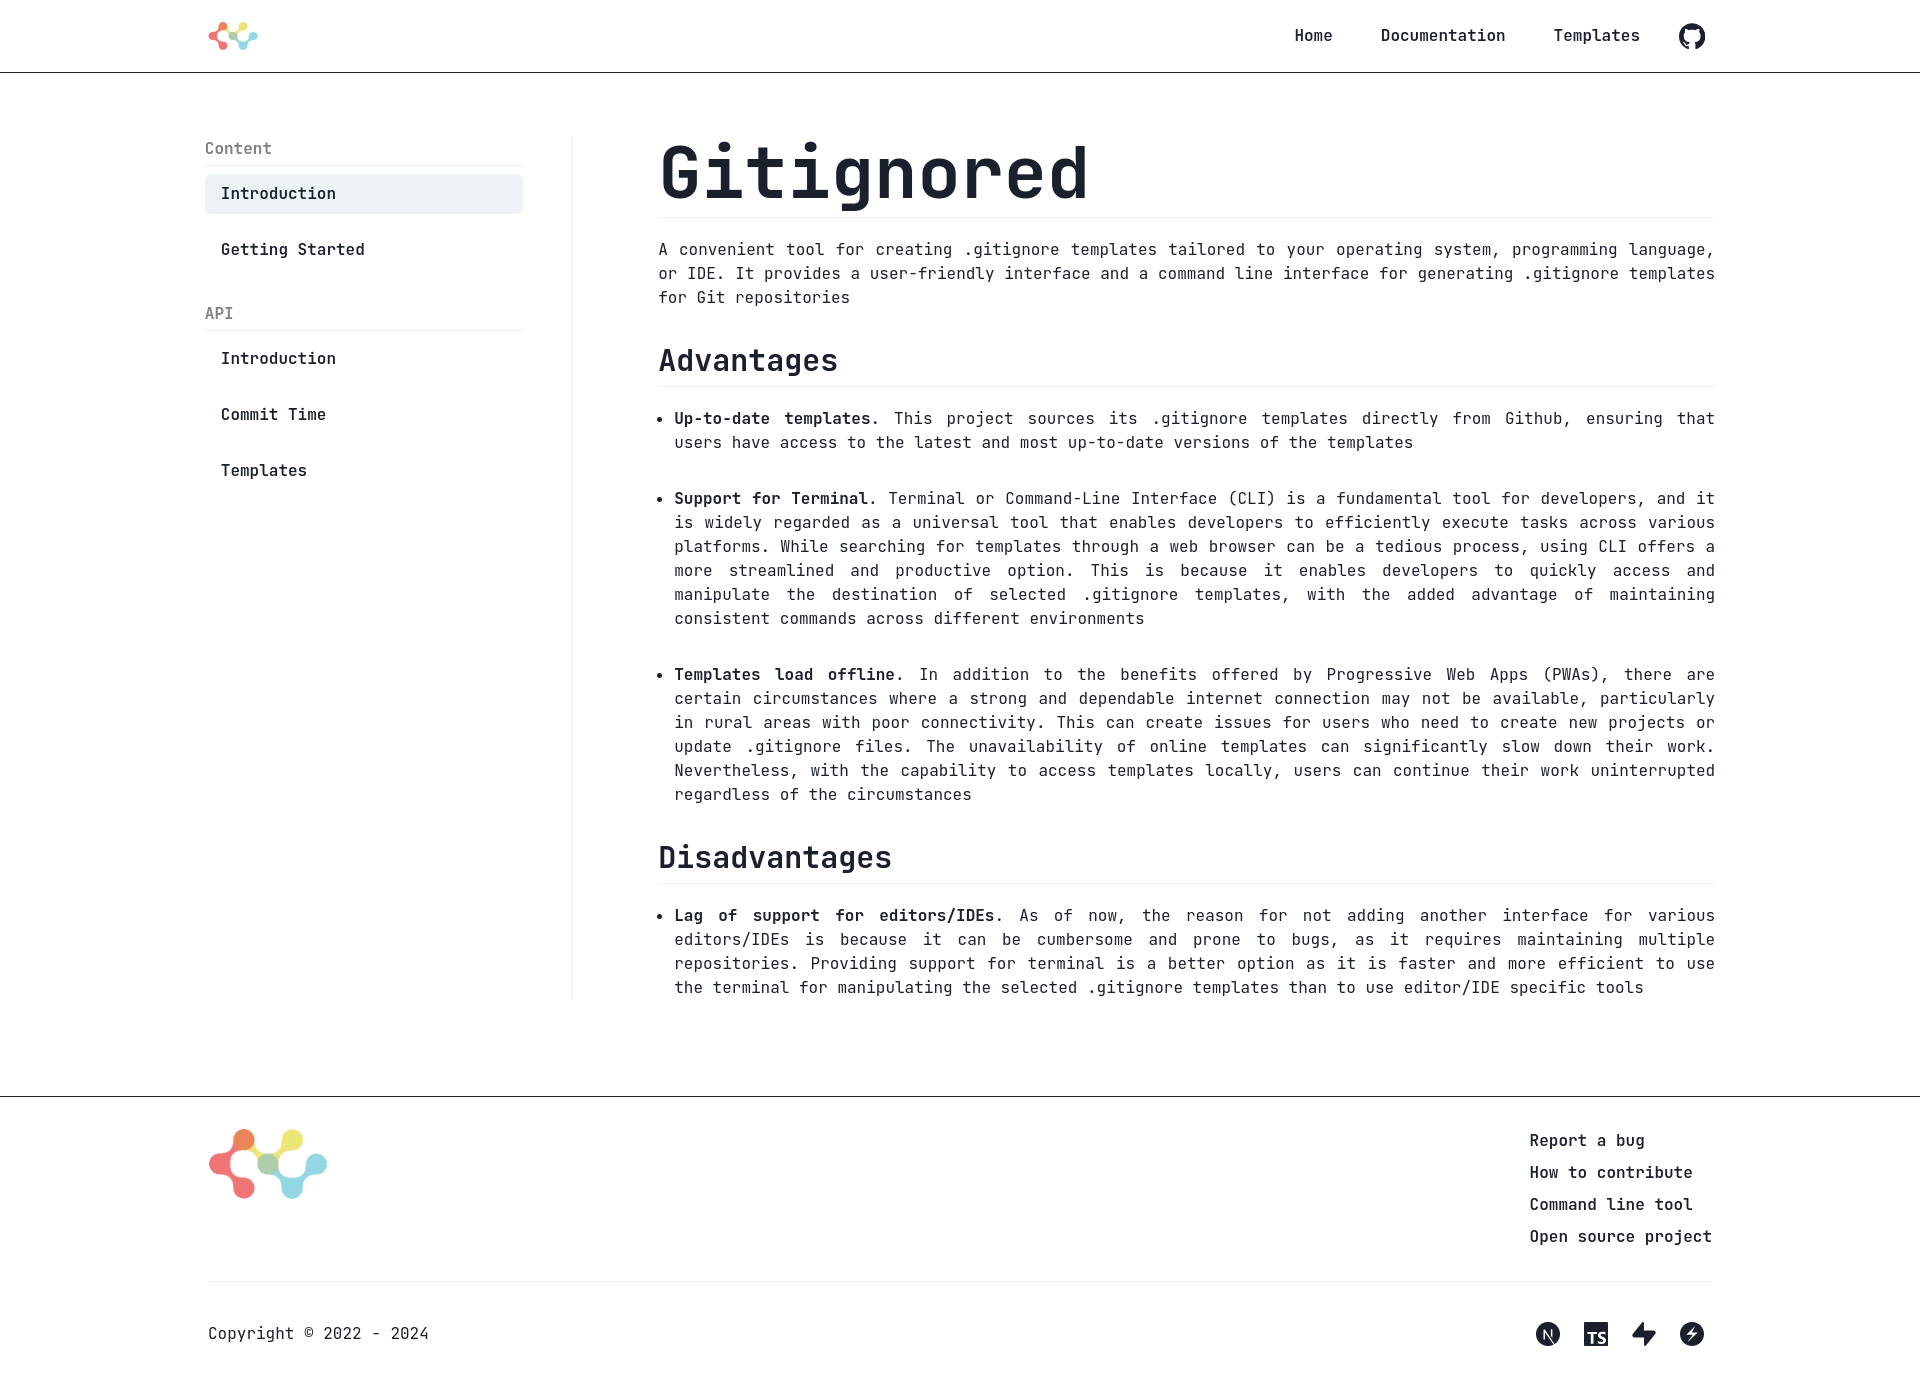 Home
Documentation
Templates
Content
Introduction
Getting Started
API
Introduction
Commit Time
Templates
Gitignored
A convenient tool for creating .gitignore templates tailored to your operating system, programming language,
or IDE. It provides a user-friendly interface and a command line interface for generating .gitignore templates
for Git repositories
Advantages
• Up-to-date templates. This project sources its .gitignore templates directly from Github, ensuring that
users have access to the latest and most up-to-date versions of the templates
• Support for Terminal. Terminal or Command-Line Interface (CLI) is a fundamental tool for developers, and it
is widely regarded as a universal tool that enables developers to efficiently execute tasks across various
platforms. While searching for templates through a web browser can be a tedious process, using CLI offers a
more streamlined and productive option. This is because it enables developers to quickly access and
manipulate the destination of selected .gitignore templates, with the added advantage of maintaining
consistent commands across different environments
• Templates load offline. In addition to the benefits offered by Progressive Web Apps (PWAs), there are
certain circumstances where a strong and dependable internet connection may not be available, particularly
in rural areas with poor connectivity. This can create issues for users who need to create new projects or
update .gitignore files. The unavailability of online templates can significantly slow down their work.
Nevertheless, with the capability to access templates locally, users can continue their work uninterrupted
regardless of the circumstances
Disadvantages
• Lag of support for editors/IDEs. As of now, the reason for not adding another interface for various
editors/IDEs is because it can be cumbersome and prone to bugs, as it requires maintaining multiple
repositories. Providing support for terminal is a better option as it is faster and more efficient to use
the terminal for manipulating the selected .gitignore templates than to use editor/IDE specific tools
Report a bug
How to contribute
Command line tool
Open source project
Copyright © 2022 - 2024
N
TS